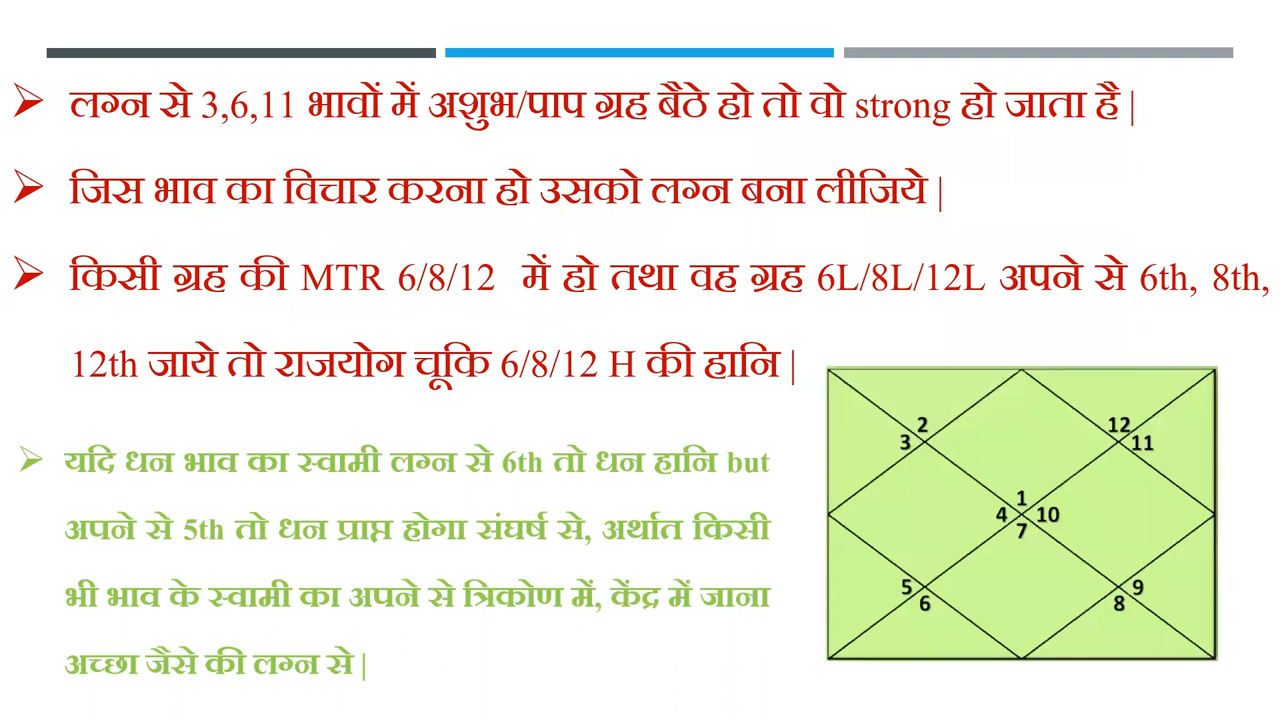 लग्न से 3,6,11 भावों में अशुभ/पाप ग्रह बैठे हो तो वो strong हो जाता है |
जिस भाव का विचार करना हो उसको लग्न बना लीजिये |
किसी ग्रह की MTR 6/8/12 में हो तथा वह ग्रह 6L/8L/12L अपने से 6th, 8th,
12th जाये तो राजयोग चूकि 6/8/12 H की हानि |
यदि धन भाव का स्वामी लग्न से 6th तो धन हानि but
अपने से 5th तो धन प्राप्त होगा संघर्ष से, अर्थात किसी
भी भाव के स्वामी का अपने से त्रिकोण में, केंद्र में जाना
अच्छा जैसे की लग्न से |
2 12
3 11
1
4 10
7
5 9
6 8